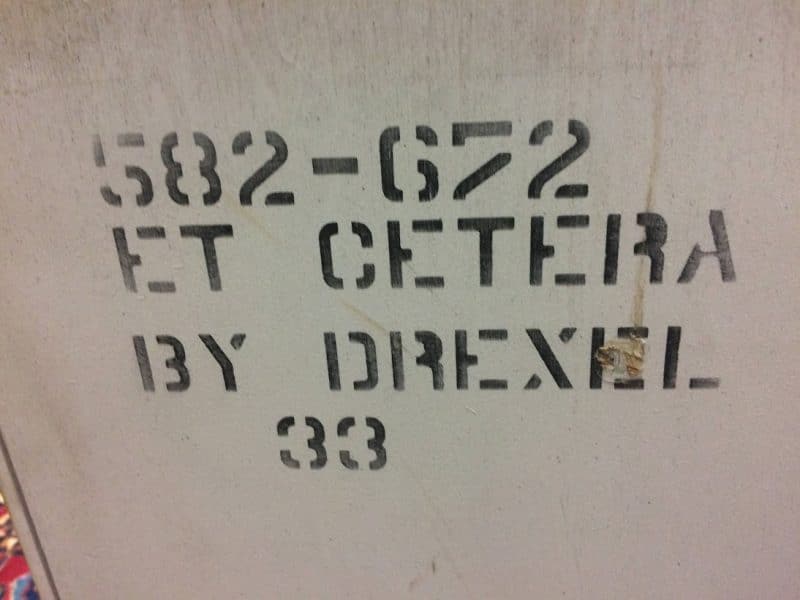 582-672
ET CETERA
BY DREXEL
33